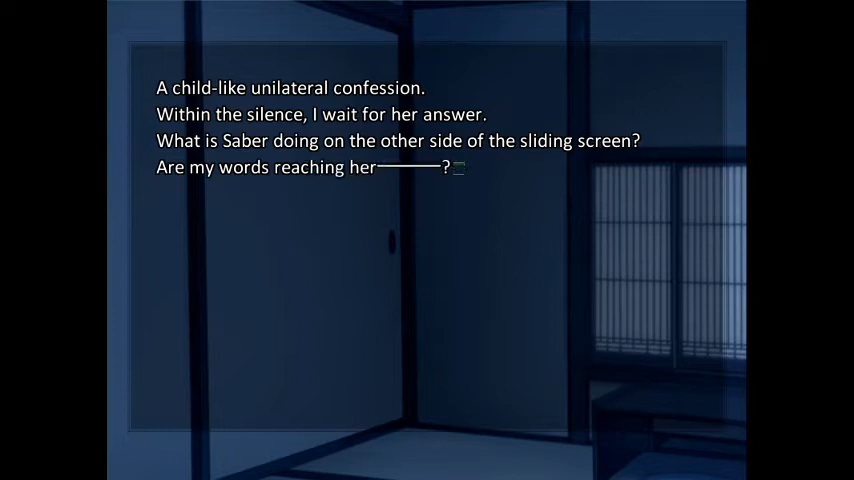 A child-like unilateral confession.
Within the silence, I wait for her answer.
What is Saber doing on the other side of the sliding screen?
Are my words reaching her―――?